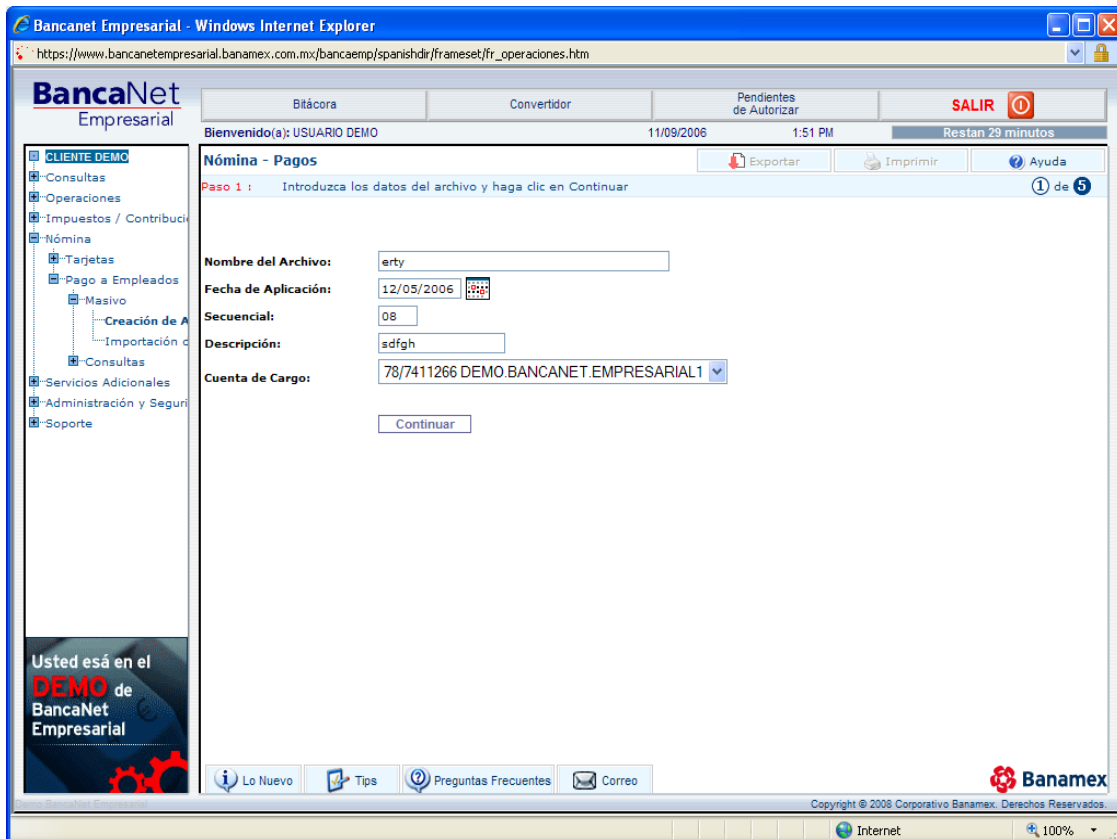 Bancanet Empresarial - Windows Internet Explorer
https://www.bancanetempresarial.banamex.com.mx/bancaemp/spanishdir/frameset/fr_operaciones.htm
BancaNet
Empresarial
Bitácora
Convertidor
Pendientes
de Autorizar
SALIR
Bienvenido(a): USUARIO DEMO 11/09/2006 1:51 PM Restan 29 minutos
CLIENTE DEMO
Consultas
Operaciones
Impuestos / Contribuci
Nómina
Tarjetas
Pago a Empleados
Masivo
Creación de A
Importación d
Consultas
Servicios Adicionales
Administración y Seguri
Soporte
Nómina - Pagos
Exportar
Imprimir
Ayuda
Paso 1 : Introduzca los datos del archivo y haga clic en Continuar 1 de 5
Nombre del Archivo: erty
Fecha de Aplicación: 12/05/2006
Secuencial: 08
Descripción: sdfgh
Cuenta de Cargo: 78/7411266 DEMO.BANCANET.EMPRESARIAL1
Continuar
Usted esá en el
DEMO de
BancaNet
Empresarial
Lo Nuevo
Tips
Preguntas Frecuentes
Correo
Banamex
Demo BancaNet Empresarial
Copyright © 2008 Corporativo Banamex. Derechos Reservados.
Internet
100%